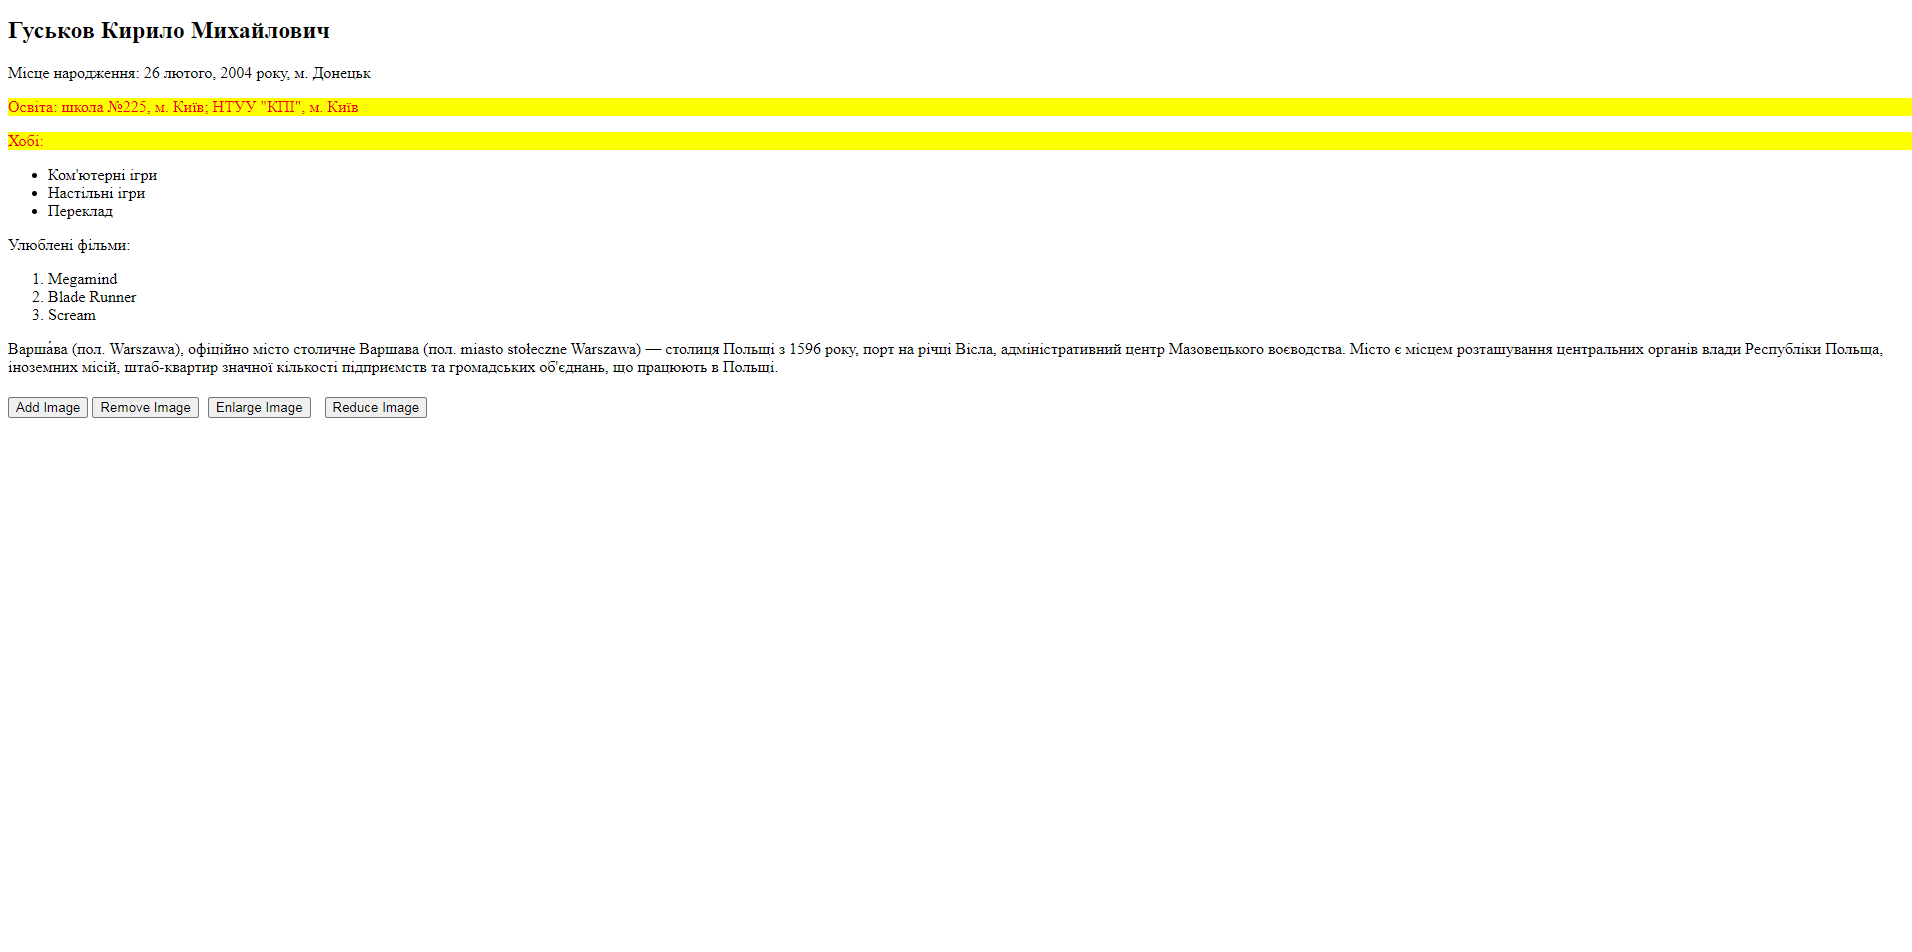 Гуськов Кирило Михайлович
Місце народження: 26 лютого, 2004 року, м. Донецьк
Освіта: школа №225, м. Київ; НТУУ "КПІ", м. Київ
Хобі:
• Ком'ютерні ігри
• Настільні ігри
• Переклад
Улюблені фільми:
1. Megamind
2. Blade Runner
3. Scream
Варша́ва (пол. Warszawa), офіційно місто столичне Варшава (пол. miasto stołeczne Warszawa) — столиця Польщі з 1596 року, порт на річці Вісла, адміністративний центр Мазовецького воєводства. Місто є місцем розташування центральних органів влади Республіки Польща,
іноземних місій, штаб-квартир значної кількості підприємств та громадських об'єднань, що працюють в Польщі.
Add Image Remove Image Enlarge Image Reduce Image